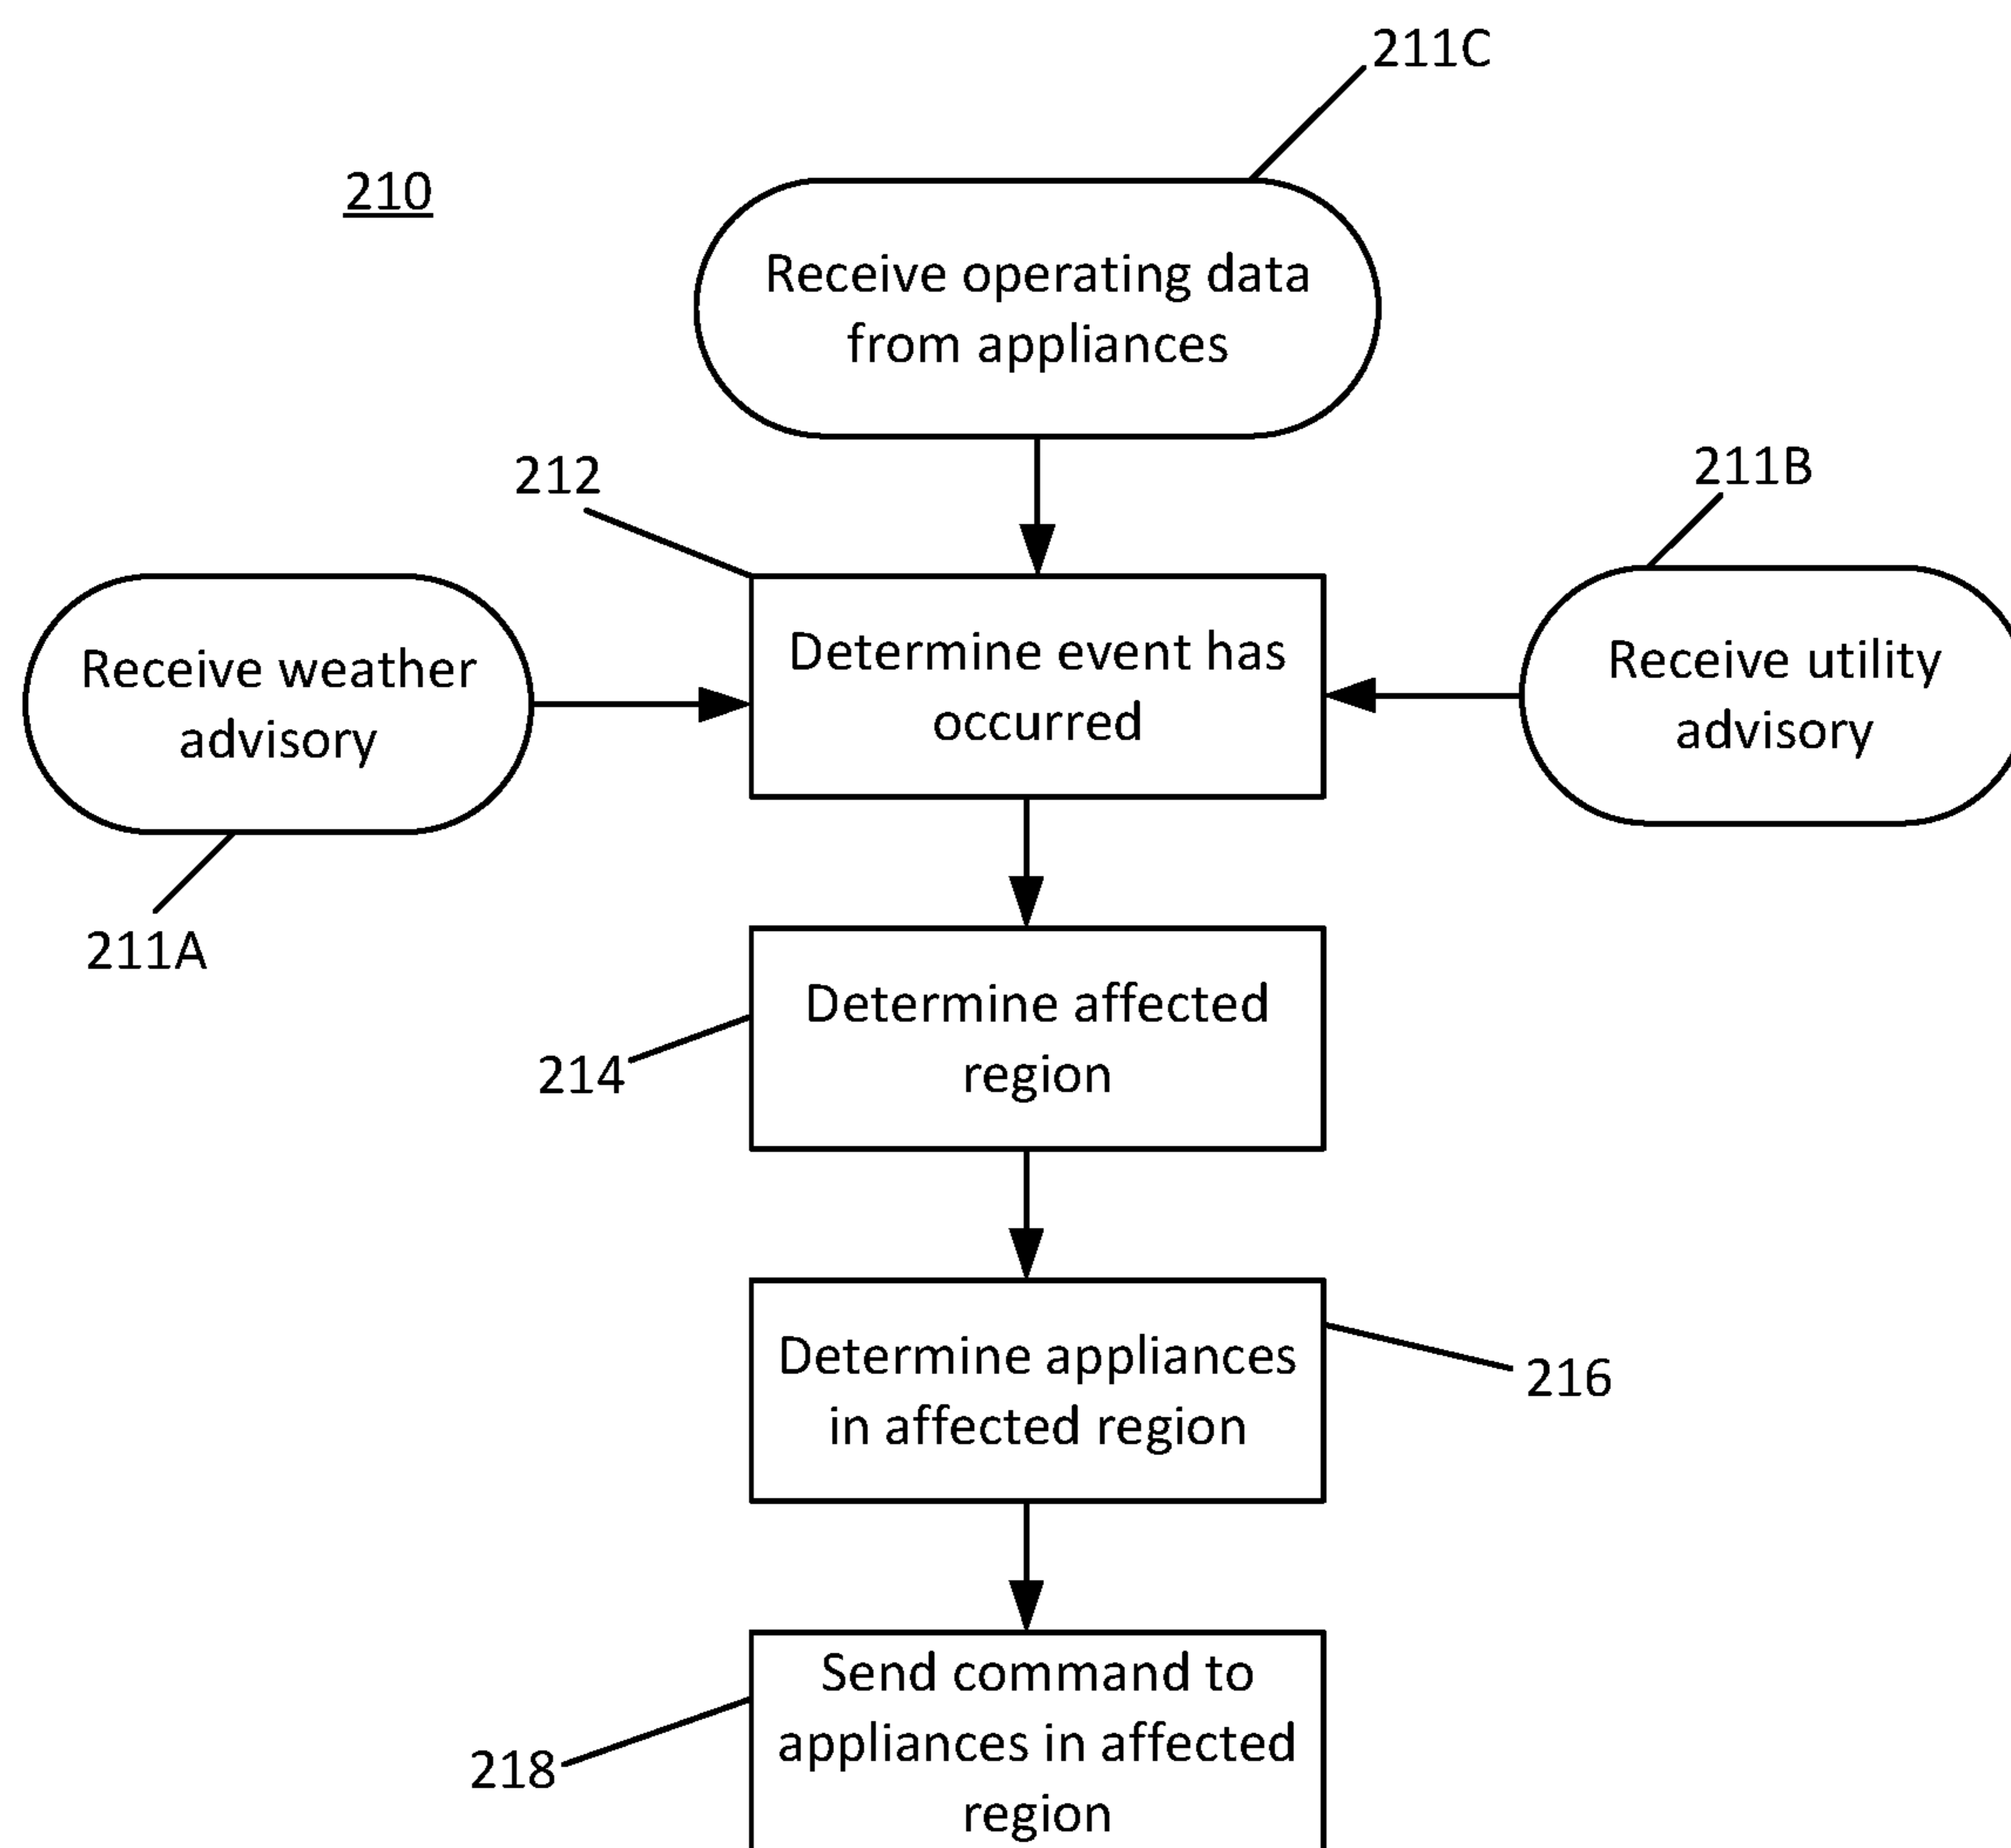 211C
210
Receive operating data
from appliances
212
211B
Receive weather
advisory
Determine event has
occurred
Receive utility
advisory
211A
Determine affected
region
214
Determine appliances
in affected region
216
Send command to
appliances in affected
region
218